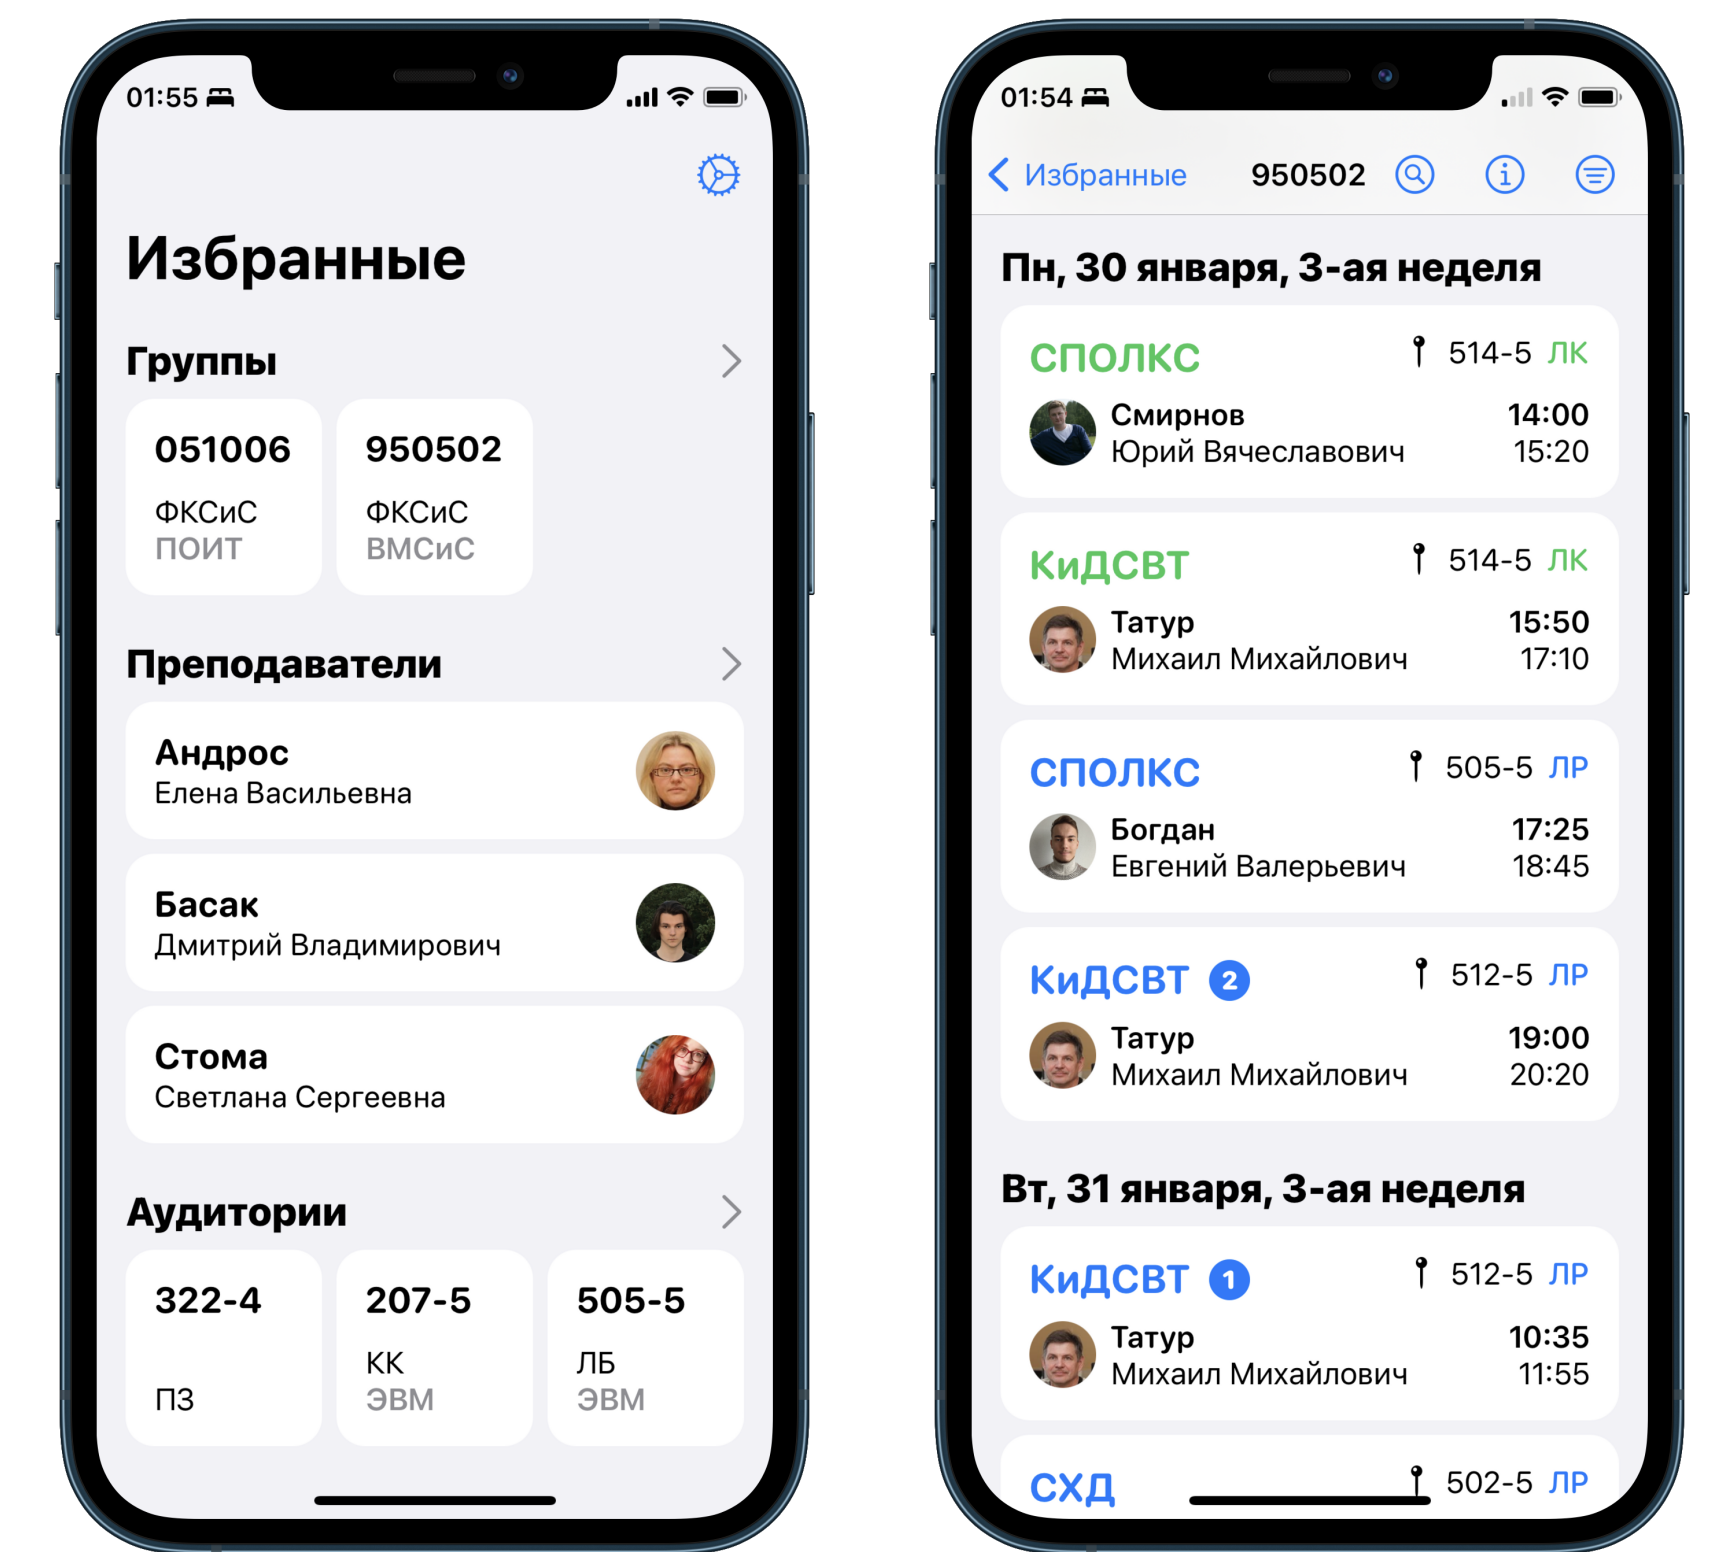 01:55
Избранные
Группы
051006
ФКСиС
ПОИТ
950502
ФКСиС
ВМСиС
Преподаватели
Андрос
Елена Васильевна
Басак
Дмитрий Владимирович
Стома
Светлана Сергеевна
Аудитории
322-4
ПЗ
207-5
КК
ЭВМ
505-5
ЛБ
ЭВМ
01:54
Избранные 950502
Пн, 30 января, 3-ая неделя
СПОЛКС 514-5 ЛК
Смирнов 14:00
Юрий Вячеславович 15:20
КиДСВТ 514-5 ЛК
Татур 15:50
Михаил Михайлович 17:10
СПОЛКС 505-5 ЛР
Богдан 17:25
Евгений Валерьевич 18:45
КиДСВТ 2 512-5 ЛР
Татур 19:00
Михаил Михайлович 20:20
Вт, 31 января, 3-ая неделя
КиДСВТ 1 512-5 ЛР
Татур 10:35
Михаил Михайлович 11:55
СХД 502-5 ЛР